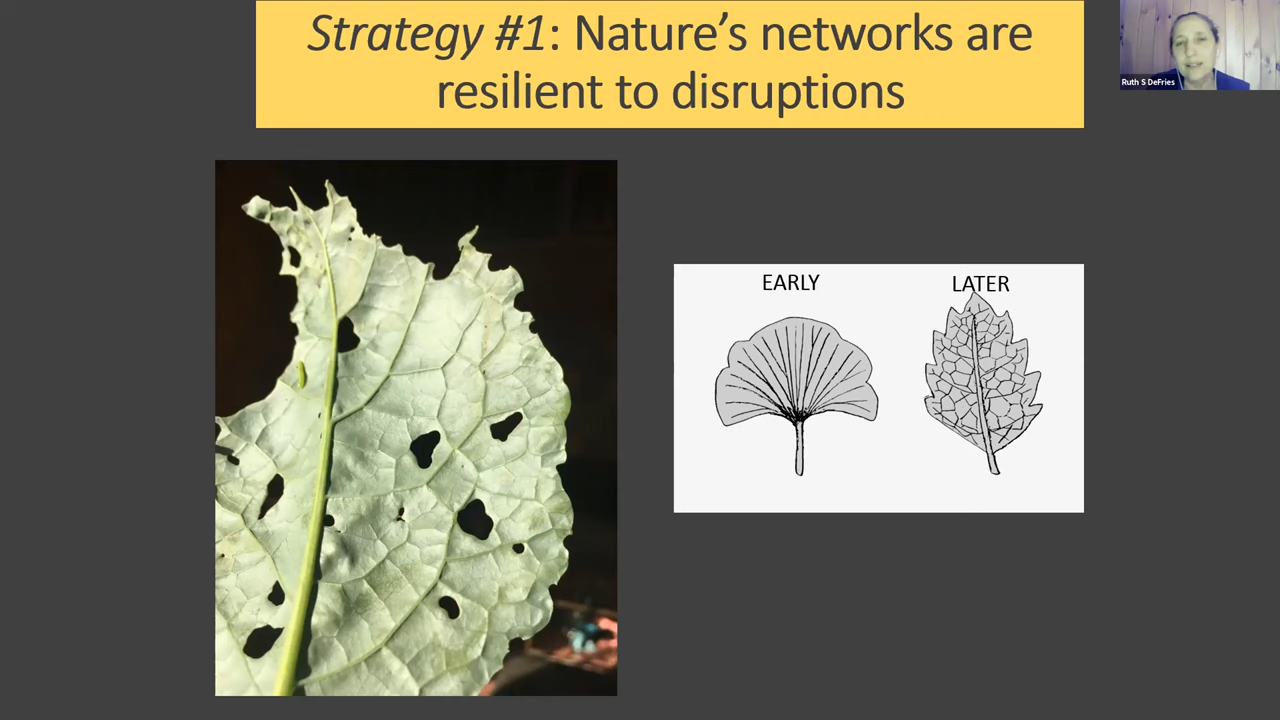 Strategy #1: Nature’s networks are
resilient to disruptions
Ruth S DeFries
EARLY
LATER